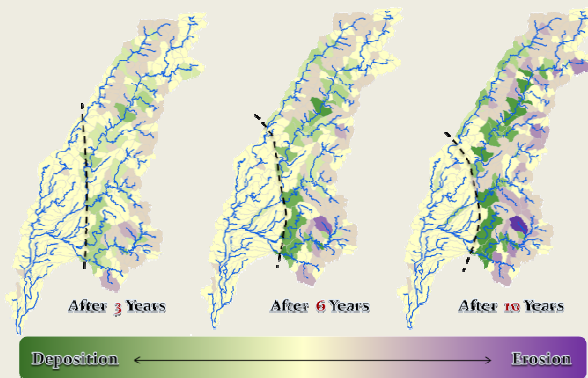 After 3 Years
After 6 Years
After 10 Years
Deposition
Erosion